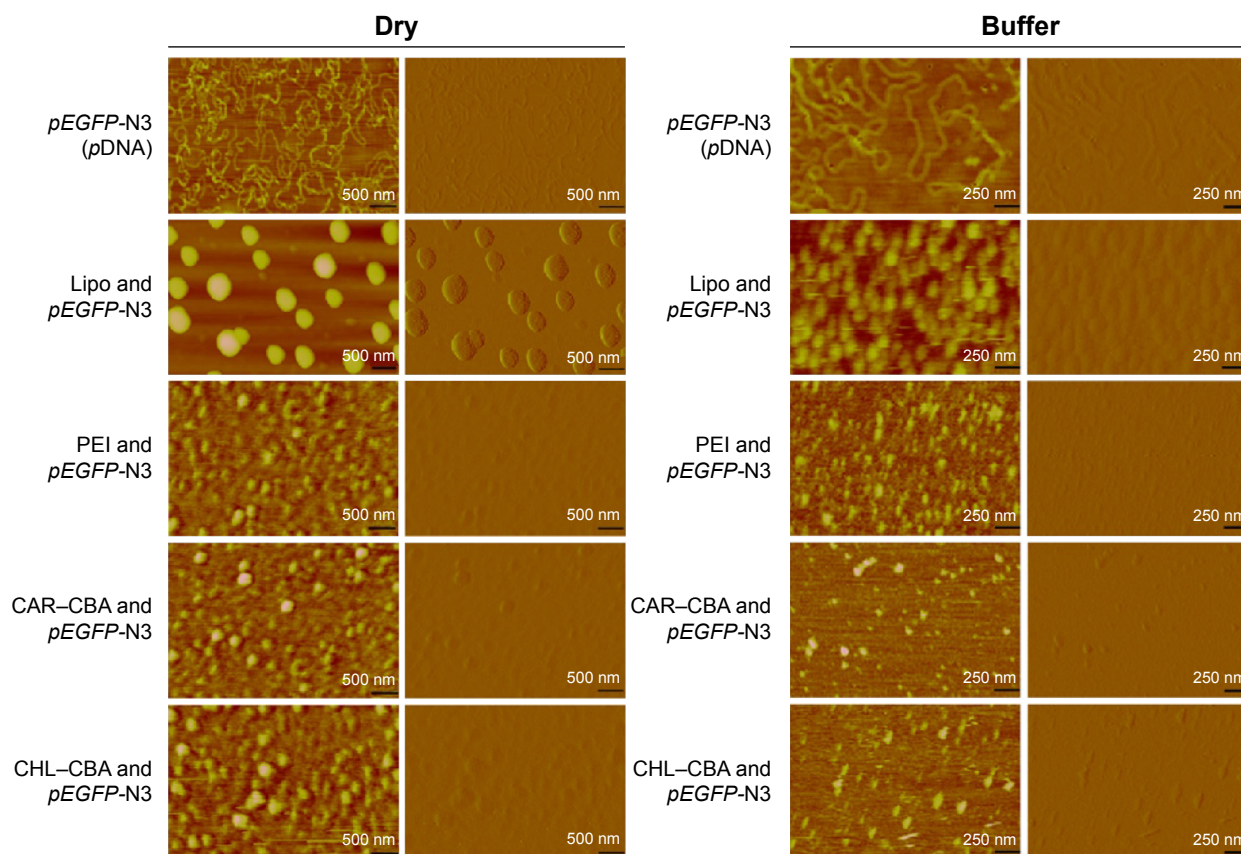 Dry
Buffer
pEGFP-N3
(pDNA)
500 nm
500 nm
pEGFP-N3
(pDNA)
250 nm
250 nm
Lipo and
pEGFP-N3
500 nm
500 nm
Lipo and
pEGFP-N3
250 nm
250 nm
PEI and
pEGFP-N3
500 nm
500 nm
PEI and
pEGFP-N3
250 nm
250 nm
CAR–CBA and
pEGFP-N3
500 nm
500 nm
CAR–CBA and
pEGFP-N3
250 nm
250 nm
CHL–CBA and
pEGFP-N3
500 nm
500 nm
CHL–CBA and
pEGFP-N3
250 nm
250 nm